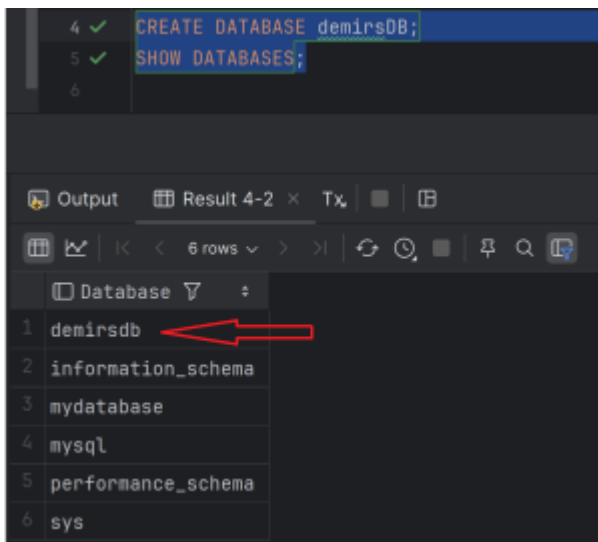 4 CREATE DATABASE demirsDB;
5 SHOW DATABASES;
6
Output Result 4-2 × Tx
6 rows
Database
1 demirsdb
2 information_schema
3 mydatabase
4 mysql
5 performance_schema
6 sys